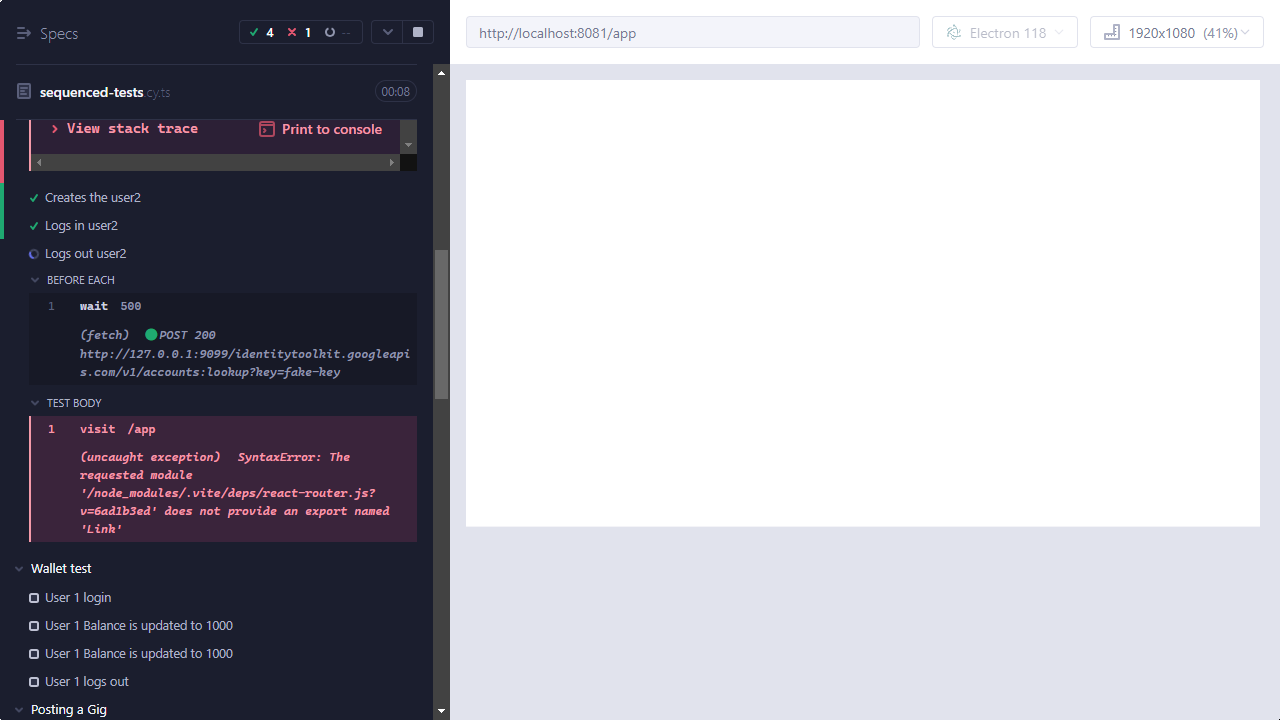 Specs
4 1 --
http://localhost:8081/app
Electron 118
1920x1080 (41%)
sequenced-tests.cy.ts
00:08
View stack trace
Print to console
Creates the user2
Logs in user2
Logs out user2
BEFORE EACH
1 wait 500
(fetch) POST 200
http://127.0.0.1:9099/identitytoolkit.googleapi
s.com/v1/accounts:lookup?key=fake-key
TEST BODY
1 visit /app
(uncaught exception) SyntaxError: The
requested module
'/node_modules/.vite/deps/react-router.js?
v=6ad1b3ed' does not provide an export named
'Link'
Wallet test
User 1 login
User 1 Balance is updated to 1000
User 1 Balance is updated to 1000
User 1 logs out
Posting a Gig